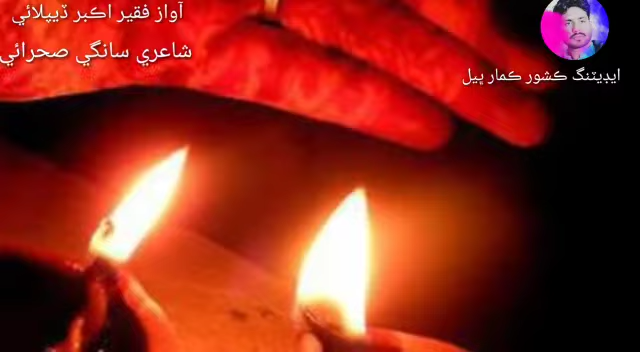 آواز فقير اڪبر ڏيپلائي
شاعري سانگي صحرائي
ايڊيٽنگ ڪشور ڪمار ڀيل